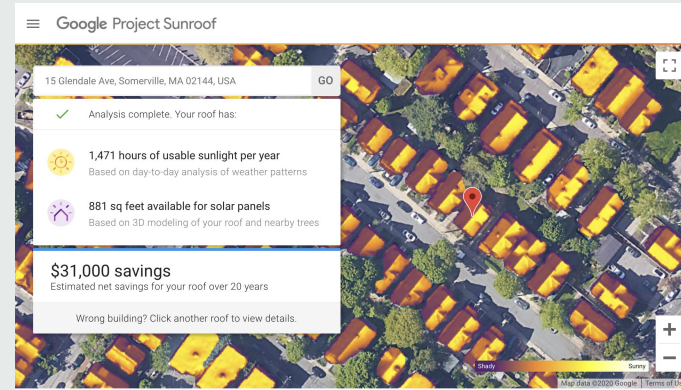 Google Project Sunroof
15 Glendale Ave, Somerville, MA 02144, USA GO
Analysis complete. Your roof has:
1,471 hours of usable sunlight per year
Based on day-to-day analysis of weather patterns
881 sq feet available for solar panels
Based on 3D modeling of your roof and nearby trees
$31,000 savings
Estimated net savings for your roof over 20 years
Wrong building? Click another roof to view details.
Shady Sunny
Map data ©2020 Google Terms of